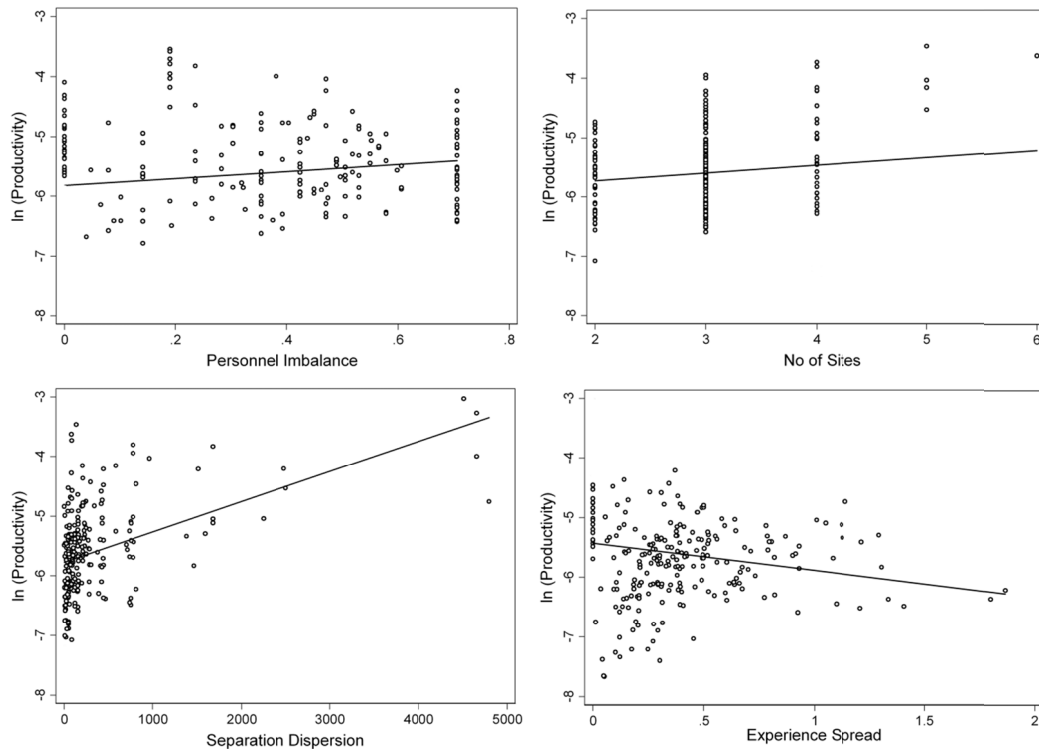 -3
-4
-5
-6
-7
-8
ln (Productivity)
0 .2 .4 .6 .8
Personnel Imbalance
-3
-4
-5
-6
-7
-8
ln (Productivity)
2 3 4 5 6
No of Sites
-3
-4
-5
-6
-7
-8
ln (Productivity)
0 1000 2000 3000 4000 5000
Separation Dispersion
-3
-4
-5
-6
-7
-8
ln (Productivity)
0 .5 1 1.5 2
Experience Spread